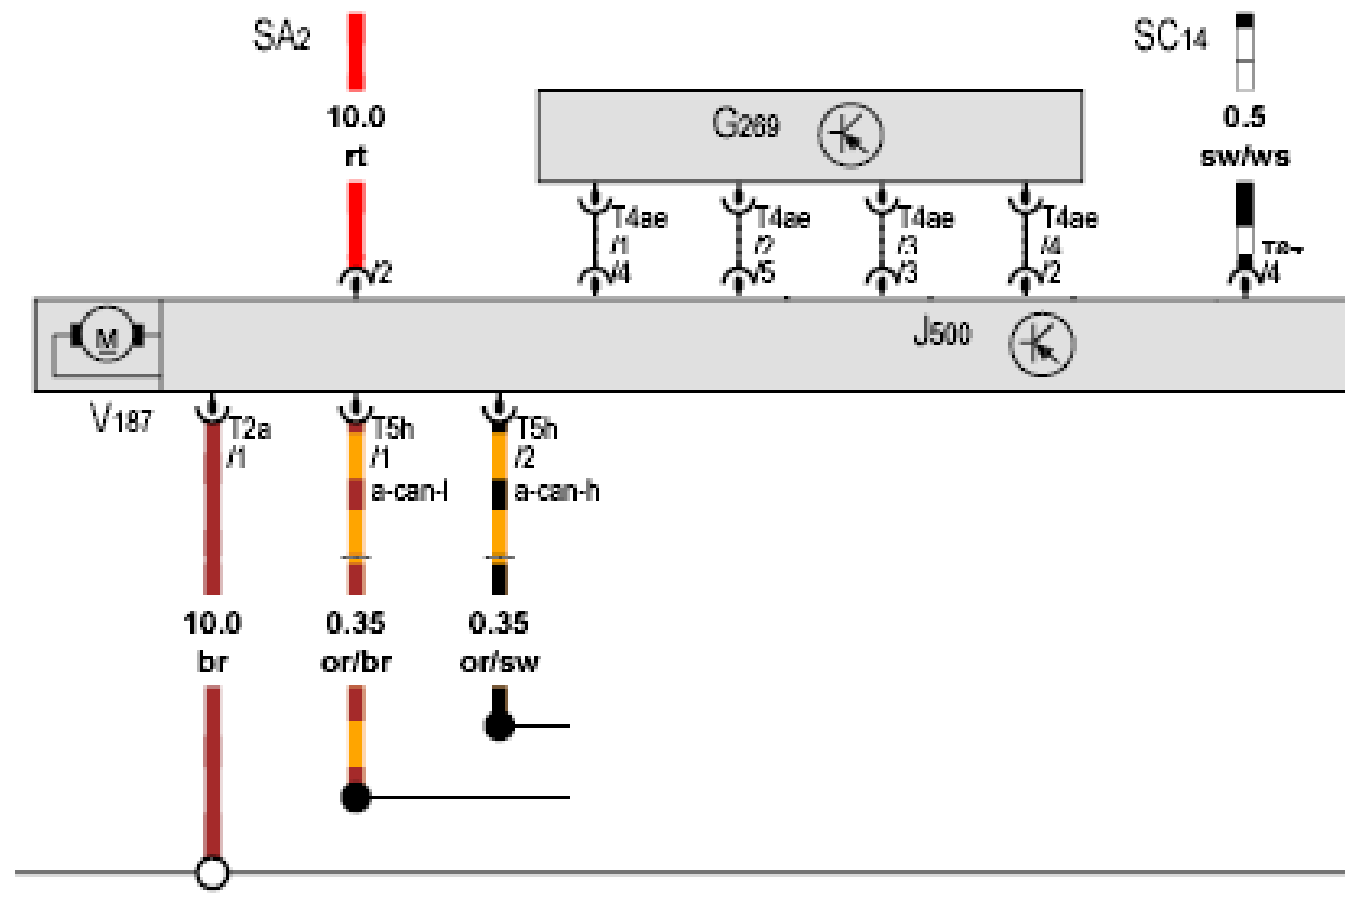 SA2
SC14
10.0
rt
G269
0.5
sw/ws
T4ae
/1
/4
T4ae
/2
/5
T4ae
/3
/3
T4ae
/4
/2
/2
/4
M
J500
V187
T2a
/1
T5h
/1
a-can-l
T5h
/2
a-can-h
10.0
br
0.35
or/br
0.35
or/sw